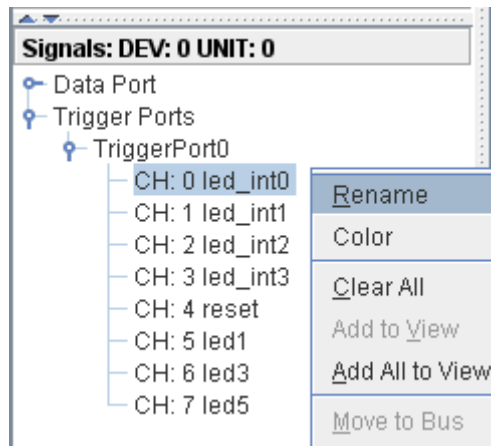 Signals: DEV: 0 UNIT: 0
Data Port
Trigger Ports
TriggerPort0
CH: 0 led_int0
CH: 1 led_int1
CH: 2 led_int2
CH: 3 led_int3
CH: 4 reset
CH: 5 led1
CH: 6 led3
CH: 7 led5
Rename
Color
Clear All
Add to View
Add All to View
Move to Bus